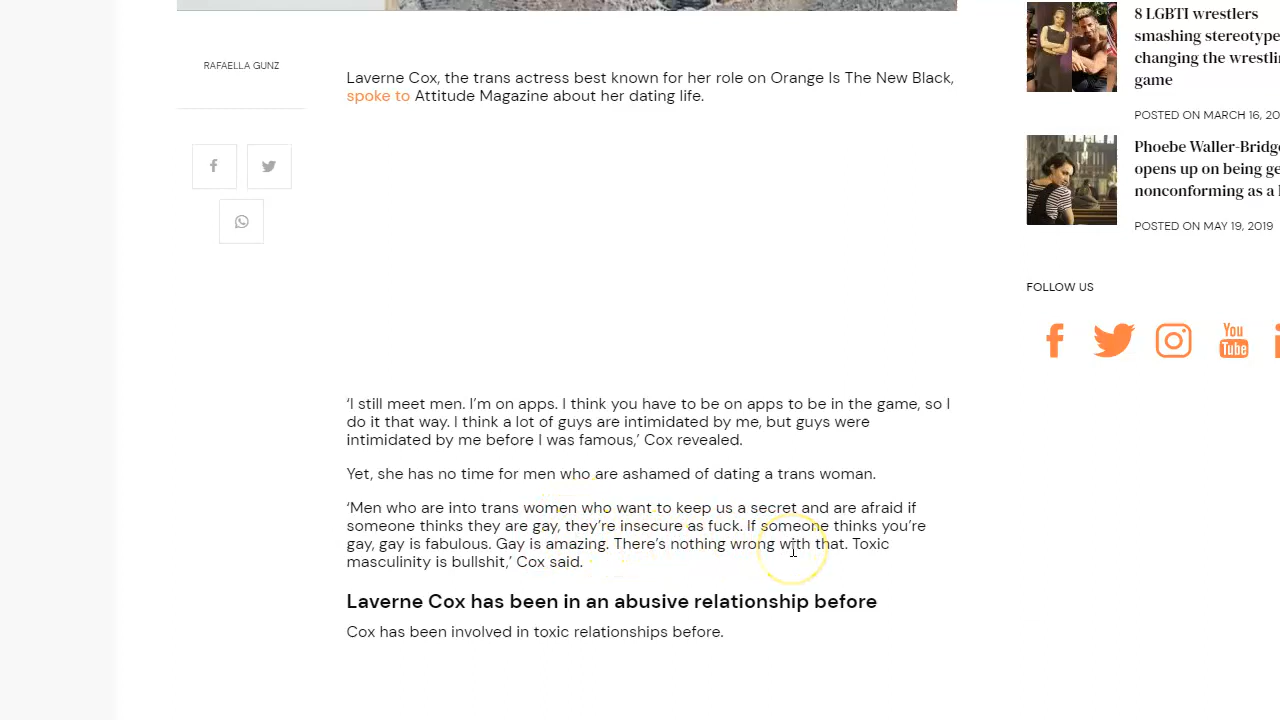 RAFAELLA GUNZ
Laverne Cox, the trans actress best known for her role on Orange Is The New Black,
spoke to Attitude Magazine about her dating life.
‘I still meet men. I’m on apps. I think you have to be on apps to be in the game, so I
do it that way. I think a lot of guys are intimidated by me, but guys were
intimidated by me before I was famous,’ Cox revealed.
Yet, she has no time for men who are ashamed of dating a trans woman.
‘Men who are into trans women who want to keep us a secret and are afraid if
someone thinks they are gay, they’re insecure as fuck. If someone thinks you’re
gay, gay is fabulous. Gay is amazing. There’s nothing wrong with that. Toxic
masculinity is bullshit,’ Cox said.
Laverne Cox has been in an abusive relationship before
Cox has been involved in toxic relationships before.
8 LGBTI wrestlers
smashing stereotype
changing the wrestli
game
POSTED ON MARCH 16, 20
Phoebe Waller-Bridge
opens up on being ge
nonconforming as a
POSTED ON MAY 19, 2019
FOLLOW US
You
Tube